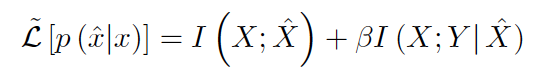 𝓛̃ [p (x̂|x)] = I (X; X̂) + βI (X; Y| X̂)